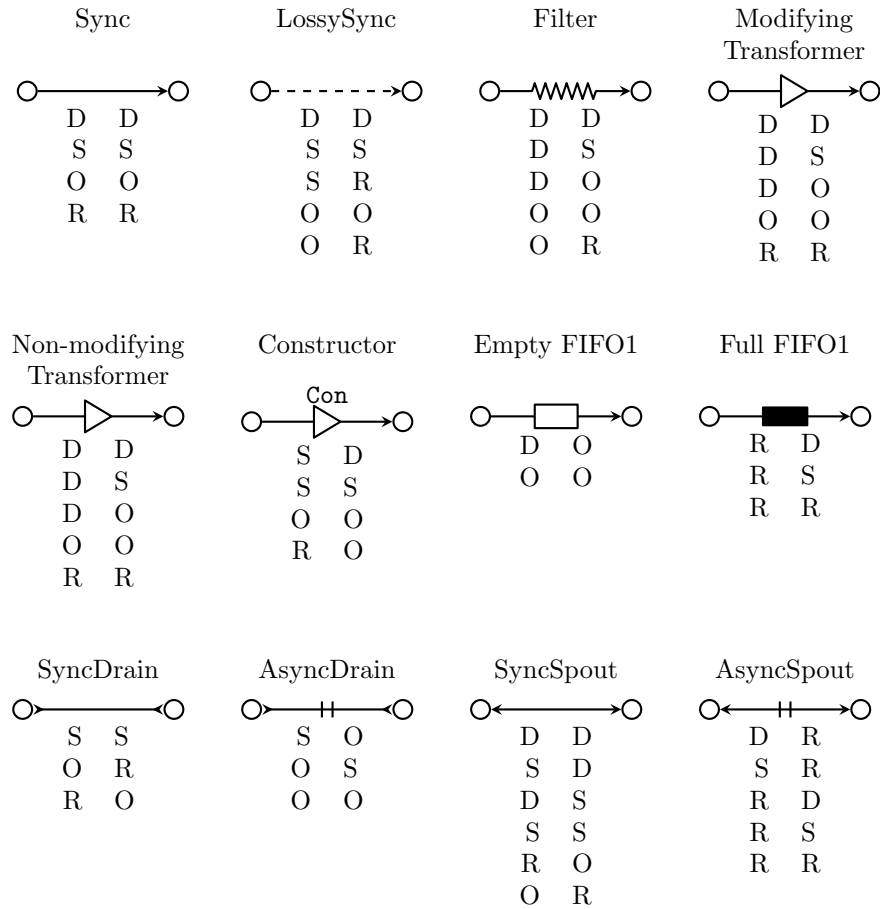 Sync
D D
S S
O O
R R
LossySync
D D
S S
S R
O O
O R
Filter
D D
D S
D O
O O
O R
Modifying
Transformer
D D
D S
D O
O O
R R
Non-modifying
Transformer
D D
D S
D O
O O
R R
Constructor
Con
S D
S S
O O
R O
Empty FIFO1
D O
O O
Full FIFO1
R D
R S
R R
SyncDrain
S S
O R
R O
AsyncDrain
S O
O S
O O
SyncSpout
D D
S D
D S
S S
R O
O R
AsyncSpout
D R
S R
R D
R S
R R